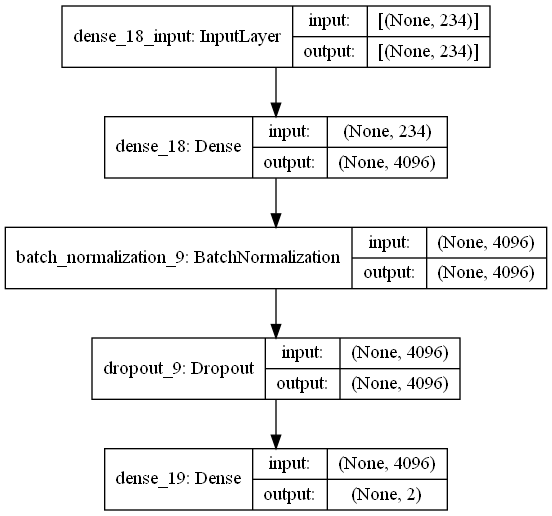 dense_18_input: InputLayer
input: [(None, 234)]
output: [(None, 234)]
dense_18: Dense
input: (None, 234)
output: (None, 4096)
batch_normalization_9: BatchNormalization
input: (None, 4096)
output: (None, 4096)
dropout_9: Dropout
input: (None, 4096)
output: (None, 4096)
dense_19: Dense
input: (None, 4096)
output: (None, 2)